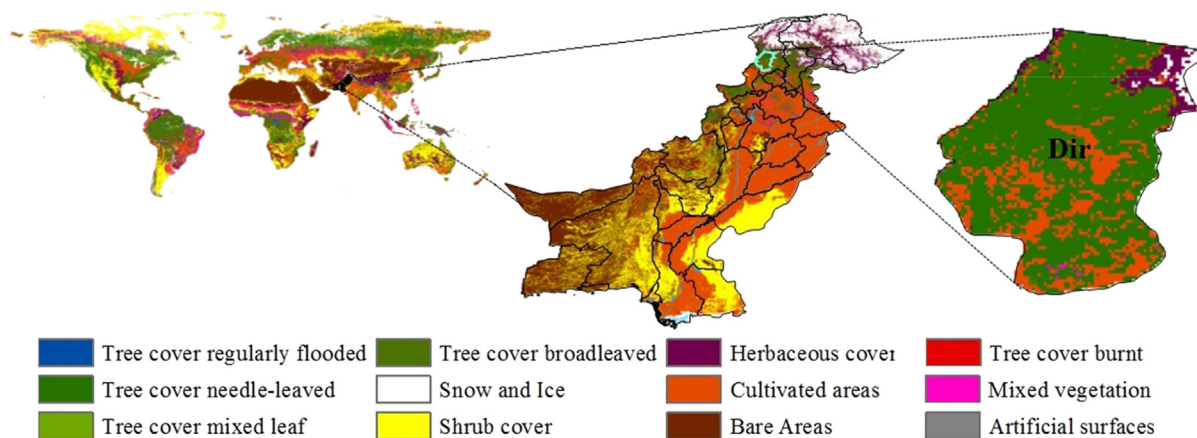 Dir
Tree cover regularly flooded
Tree cover broadleaved
Herbaceous cover
Tree cover burnt
Tree cover needle-leaved
Snow and Ice
Cultivated areas
Mixed vegetation
Tree cover mixed leaf
Shrub cover
Bare Areas
Artificial surfaces